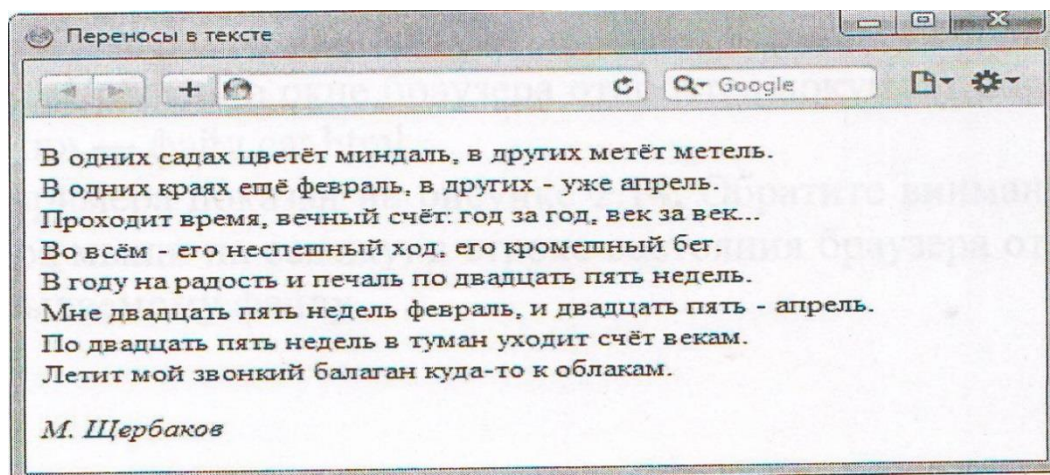 Переносы в тексте
Google
В одних садах цветёт миндаль, в других метёт метель.
В одних краях ещё февраль, в других - уже апрель.
Проходит время, вечный счёт: год за год, век за век...
Во всём - его неспешный ход, его кромешный бег.
В году на радость и печаль по двадцать пять недель.
Мне двадцать пять недель февраль, и двадцать пять - апрель.
По двадцать пять недель в туман уходит счёт векам.
Летит мой звонкий балаган куда-то к облакам.
М. Щербаков